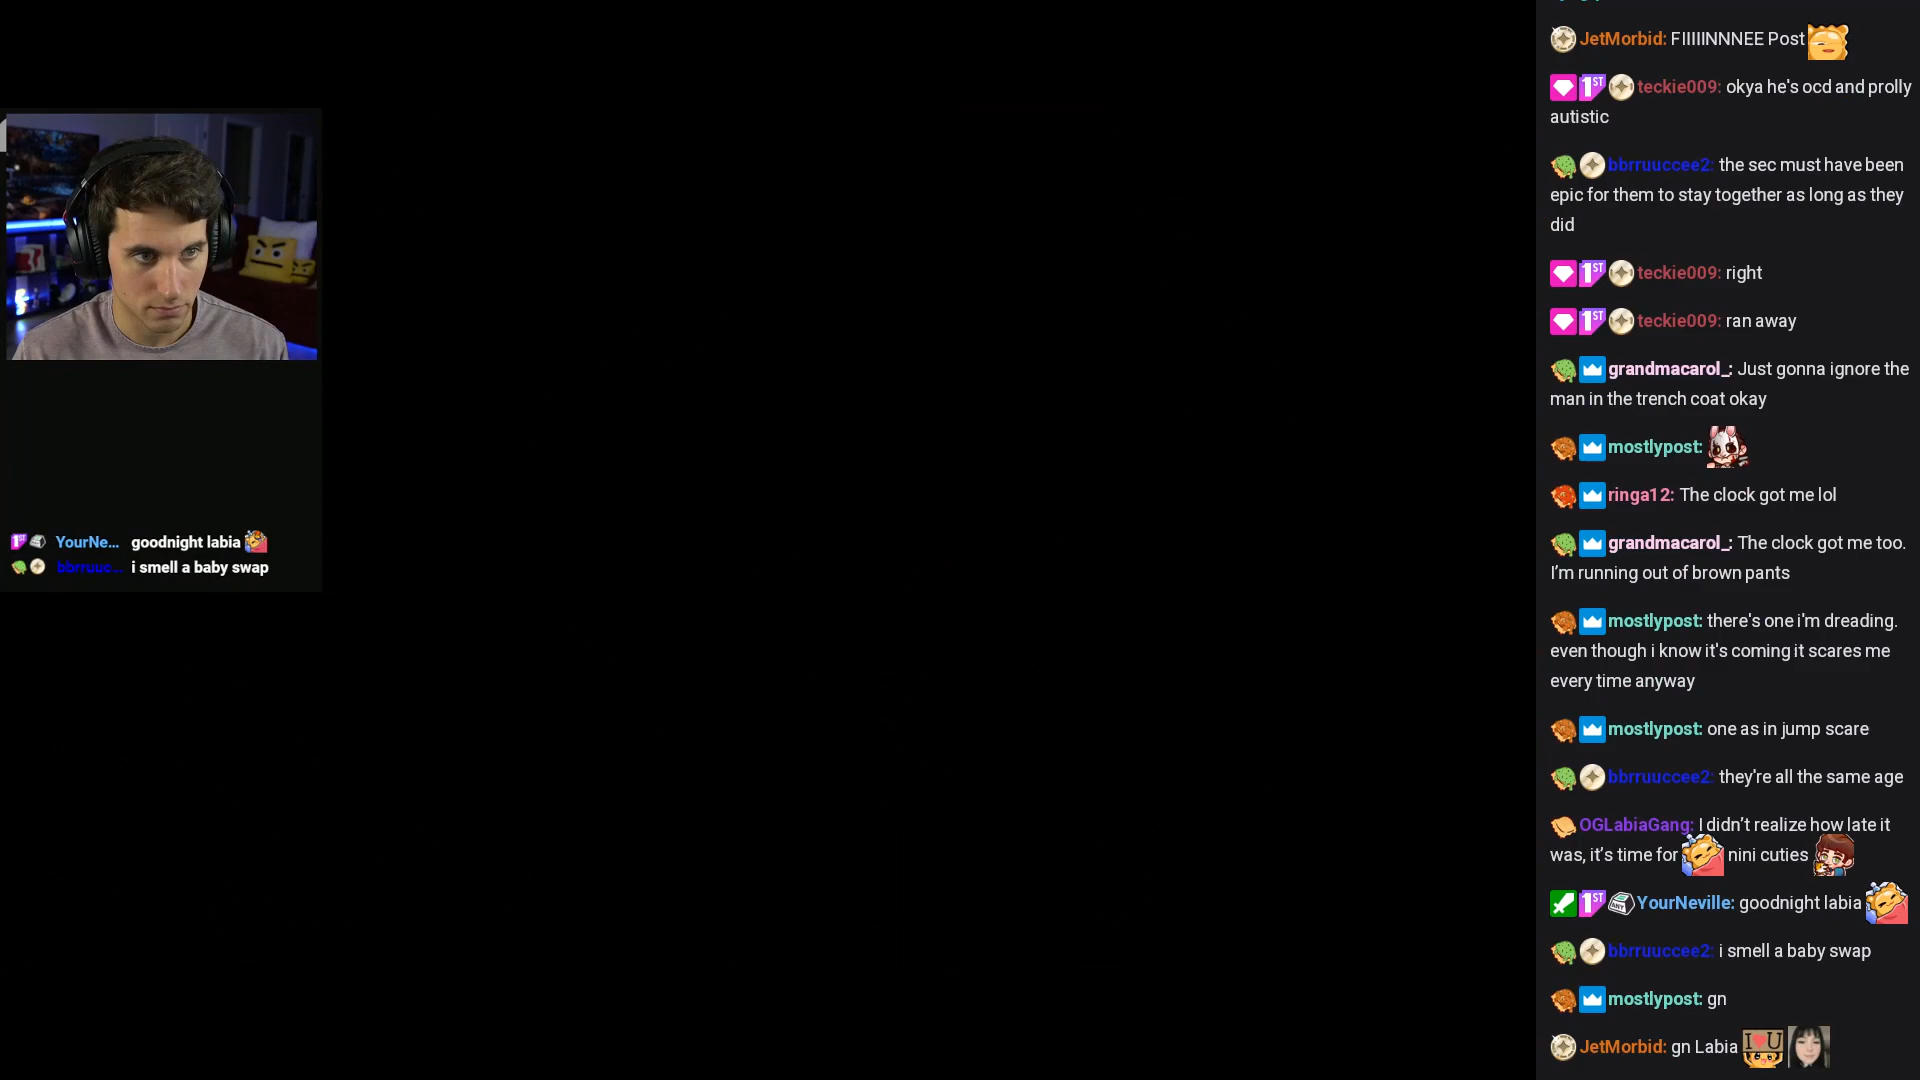 JetMorbid: FIIIIINNNEE Post
teckie009: okya he's ocd and prolly
autistic
bbrruuccee2: the sec must have been
epic for them to stay together as long as they
did
teckie009: right
teckie009: ran away
grandmacarol_: Just gonna ignore the
man in the trench coat okay
mostlypost:
ringa12: The clock got me lol
grandmacarol_: The clock got me too.
I’m running out of brown pants
mostlypost: there's one i'm dreading.
even though i know it's coming it scares me
every time anyway
mostlypost: one as in jump scare
bbrruuccee2: they're all the same age
OGLabiaGang: I didn’t realize how late it
was, it’s time for nini cuties
YourNeville: goodnight labia
bbrruuccee2: i smell a baby swap
mostlypost: gn
JetMorbid: gn Labia I ♥ U
YourNe... goodnight labia
bbrruuc... i smell a baby swap